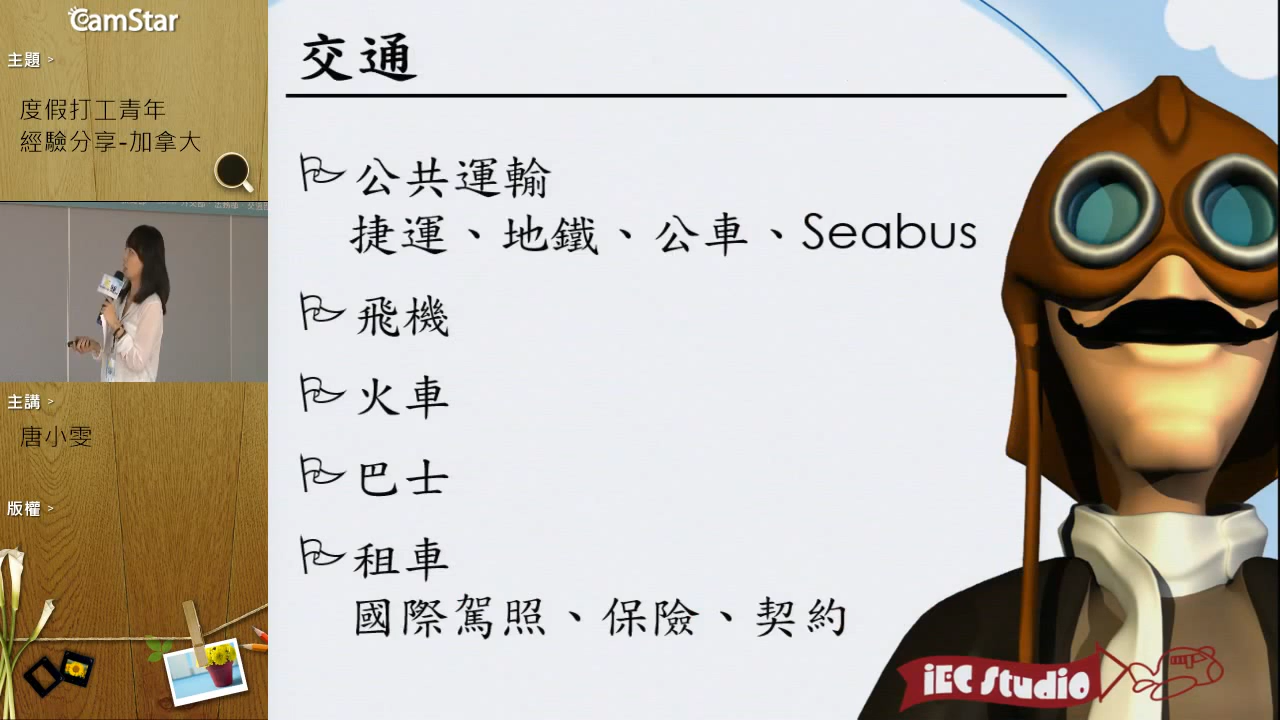 CamStar
主題 >
度假打工青年
經驗分享-加拿大
主講 >
唐小雯
版權 >
交通
公共運輸
捷運、地鐵、公車、Seabus
飛機
火車
巴士
租車
國際駕照、保險、契約
iEC Studio